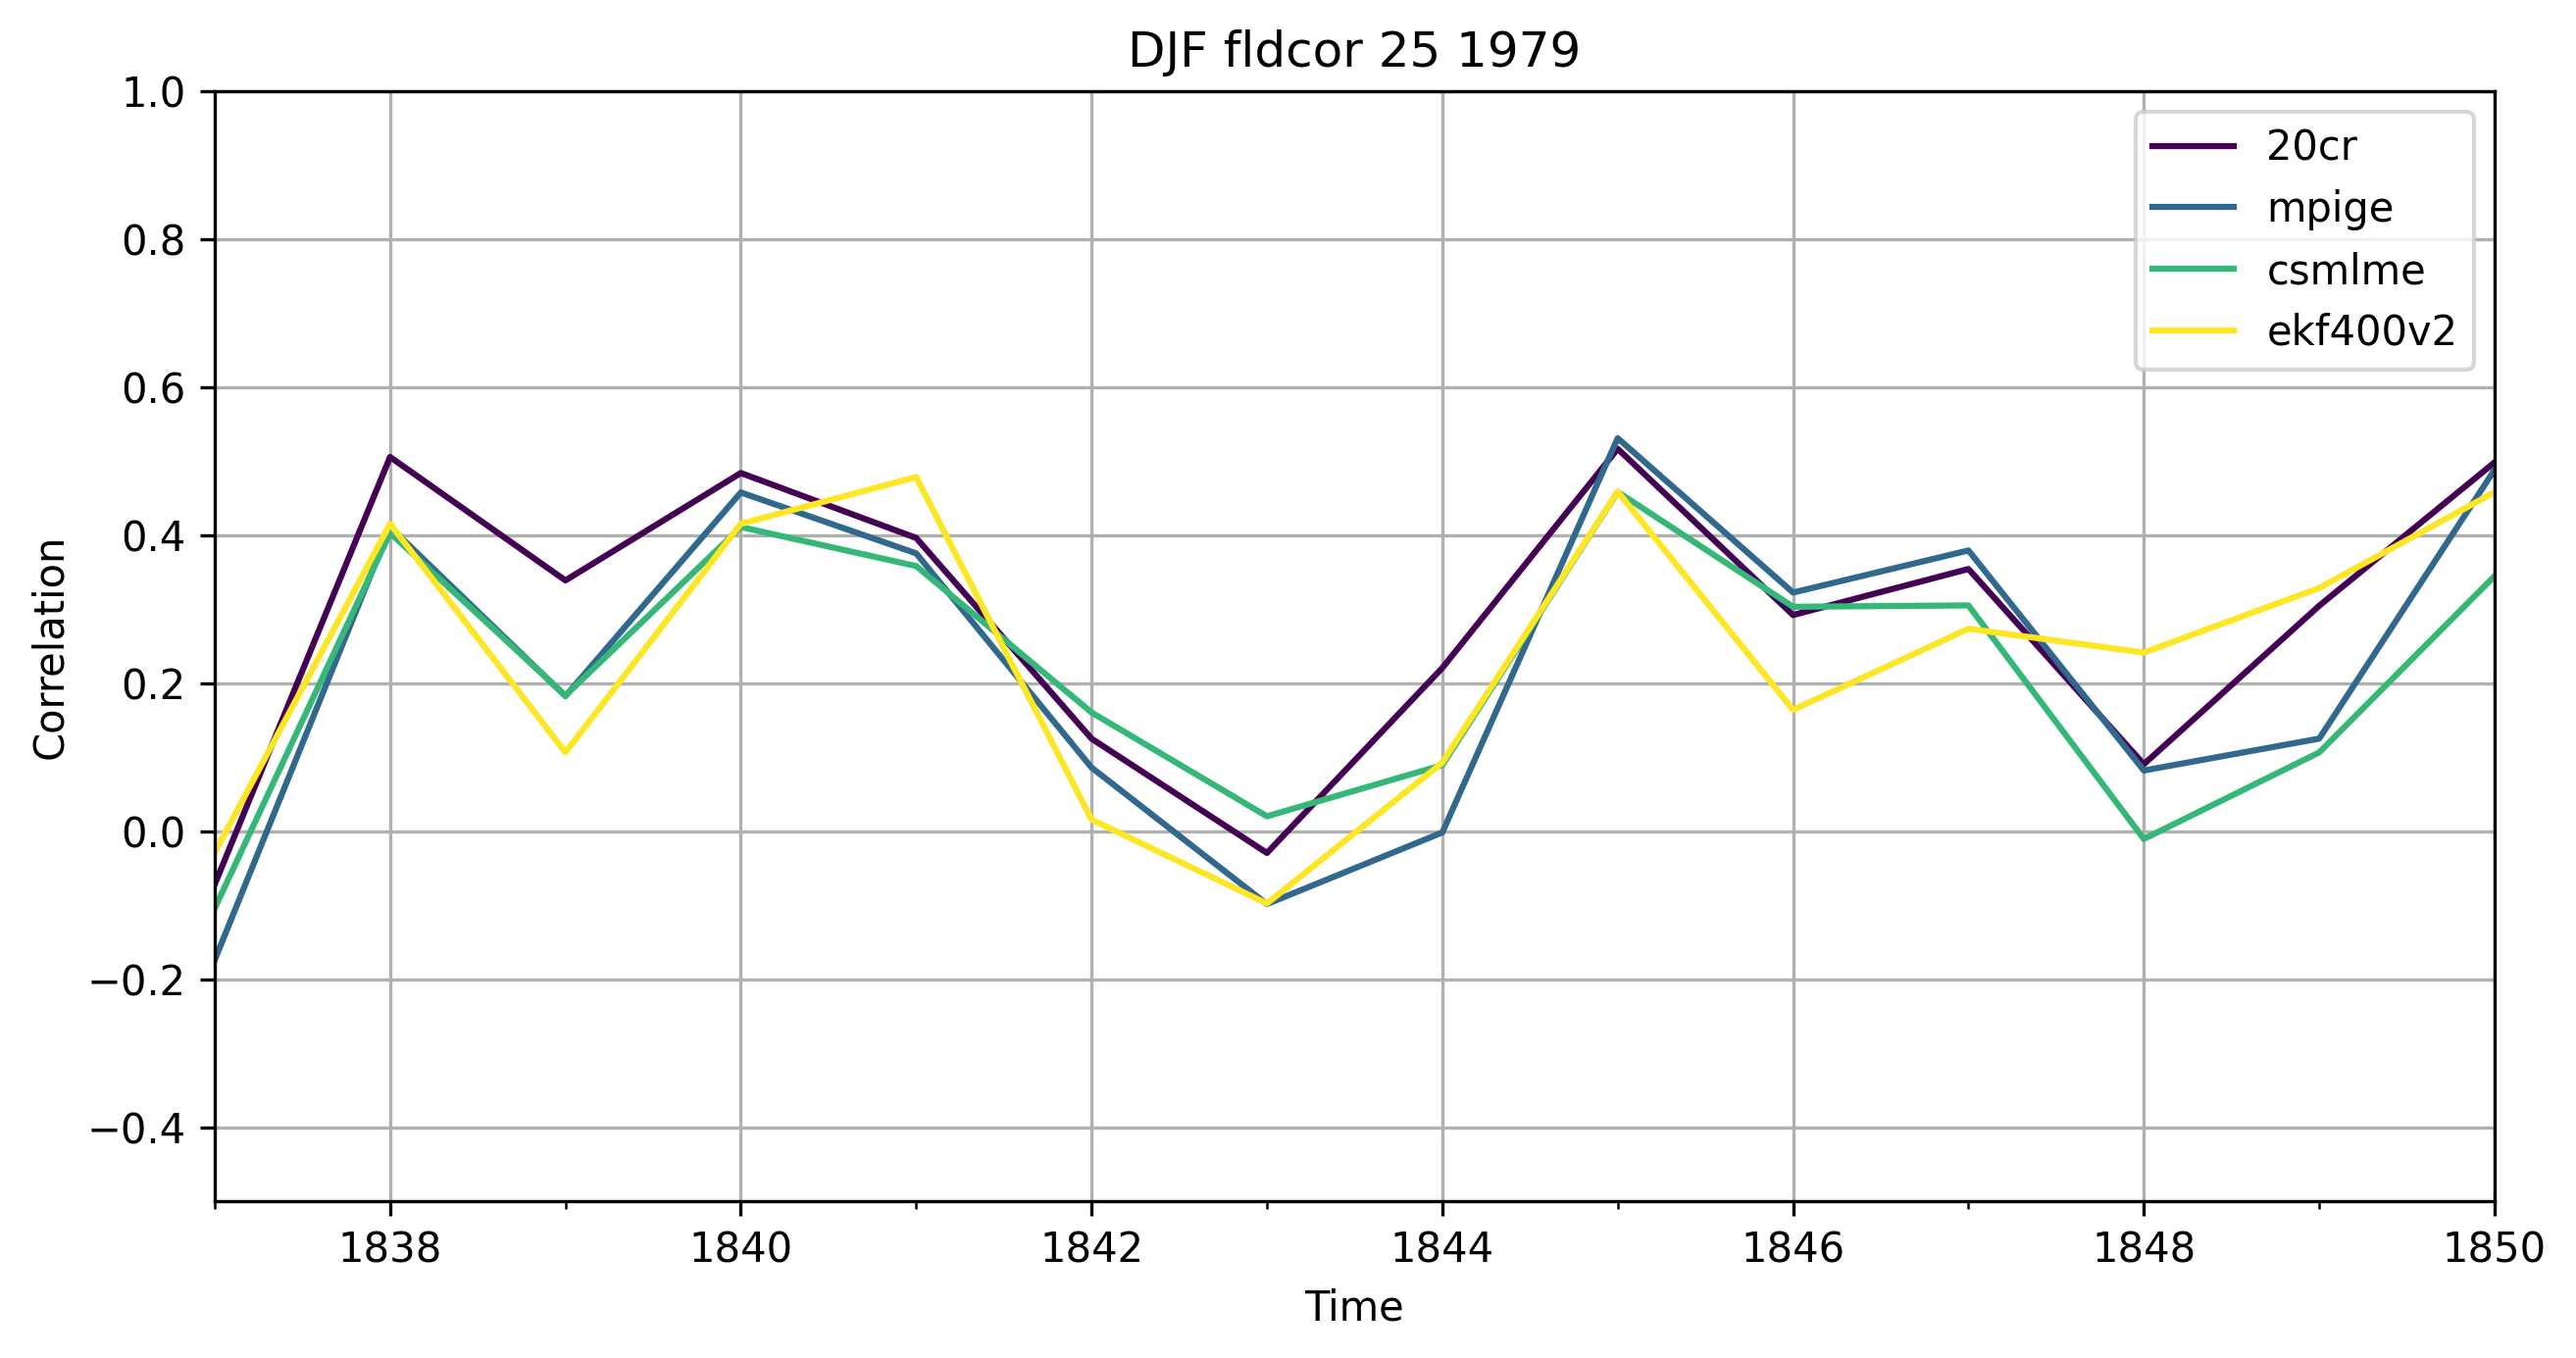 DJF fldcor 25 1979
1.0
0.8
0.6
0.4
0.2
0.0
−0.2
−0.4
Correlation
20cr
mpige
csmlme
ekf400v2
1838 1840 1842 1844 1846 1848 1850
Time